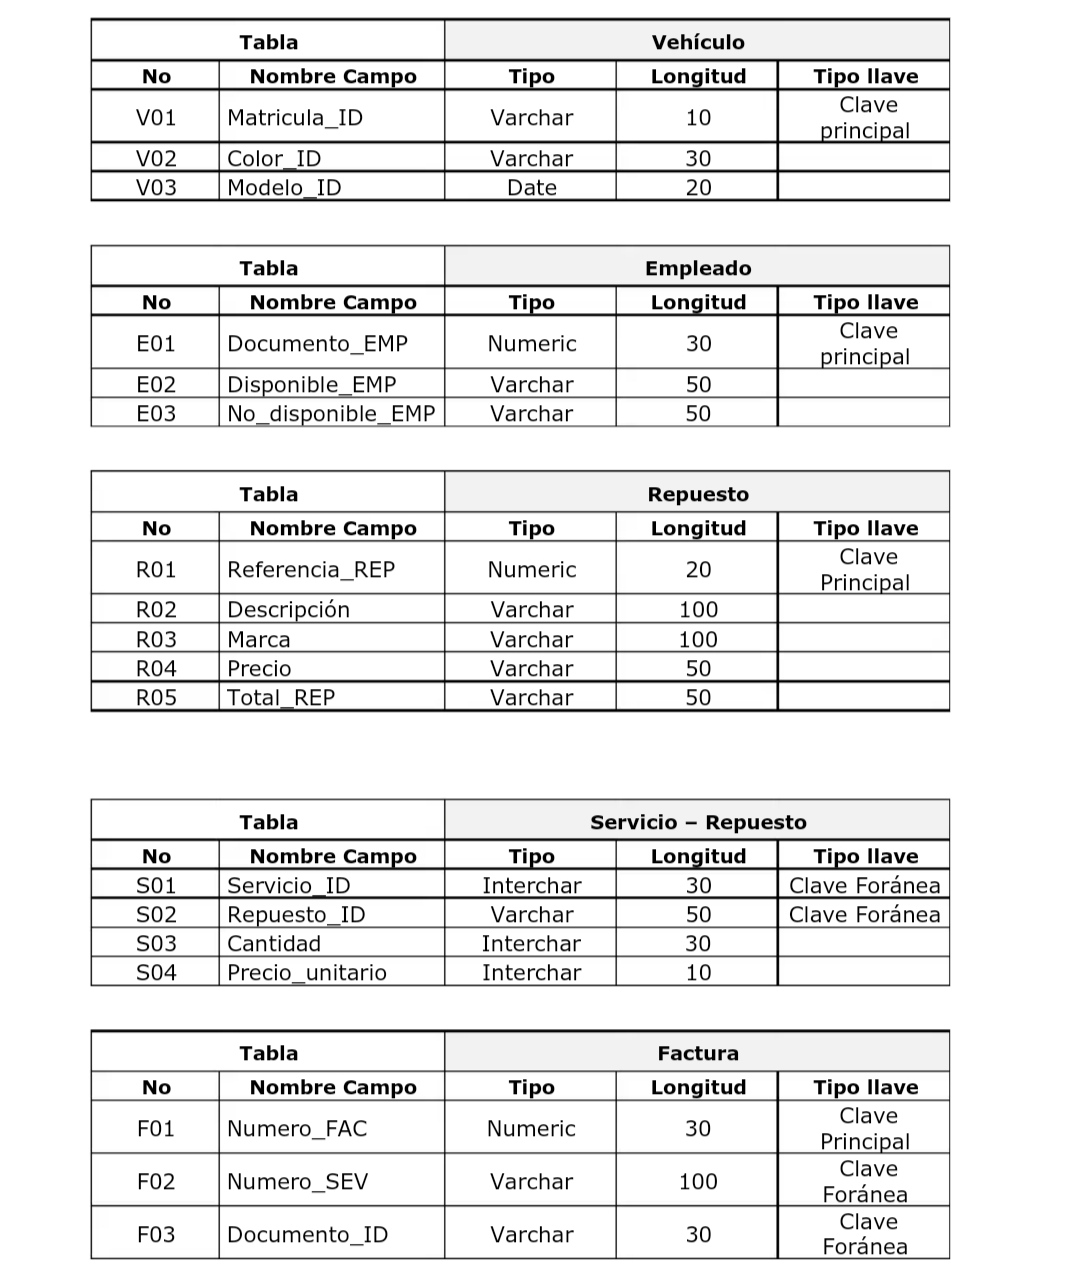 Tabla Vehículo
No Nombre Campo Tipo Longitud Tipo llave
V01 Matricula_ID Varchar 10 Clave principal
V02 Color_ID Varchar 30
V03 Modelo_ID Date 20
Tabla Empleado
No Nombre Campo Tipo Longitud Tipo llave
E01 Documento_EMP Numeric 30 Clave principal
E02 Disponible_EMP Varchar 50
E03 No_disponible_EMP Varchar 50
Tabla Repuesto
No Nombre Campo Tipo Longitud Tipo llave
R01 Referencia_REP Numeric 20 Clave Principal
R02 Descripción Varchar 100
R03 Marca Varchar 100
R04 Precio Varchar 50
R05 Total_REP Varchar 50
Tabla Servicio – Repuesto
No Nombre Campo Tipo Longitud Tipo llave
S01 Servicio_ID Interchar 30 Clave Foránea
S02 Repuesto_ID Varchar 50 Clave Foránea
S03 Cantidad Interchar 30
S04 Precio_unitario Interchar 10
Tabla Factura
No Nombre Campo Tipo Longitud Tipo llave
F01 Numero_FAC Numeric 30 Clave Principal
F02 Numero_SEV Varchar 100 Clave Foránea
F03 Documento_ID Varchar 30 Clave Foránea